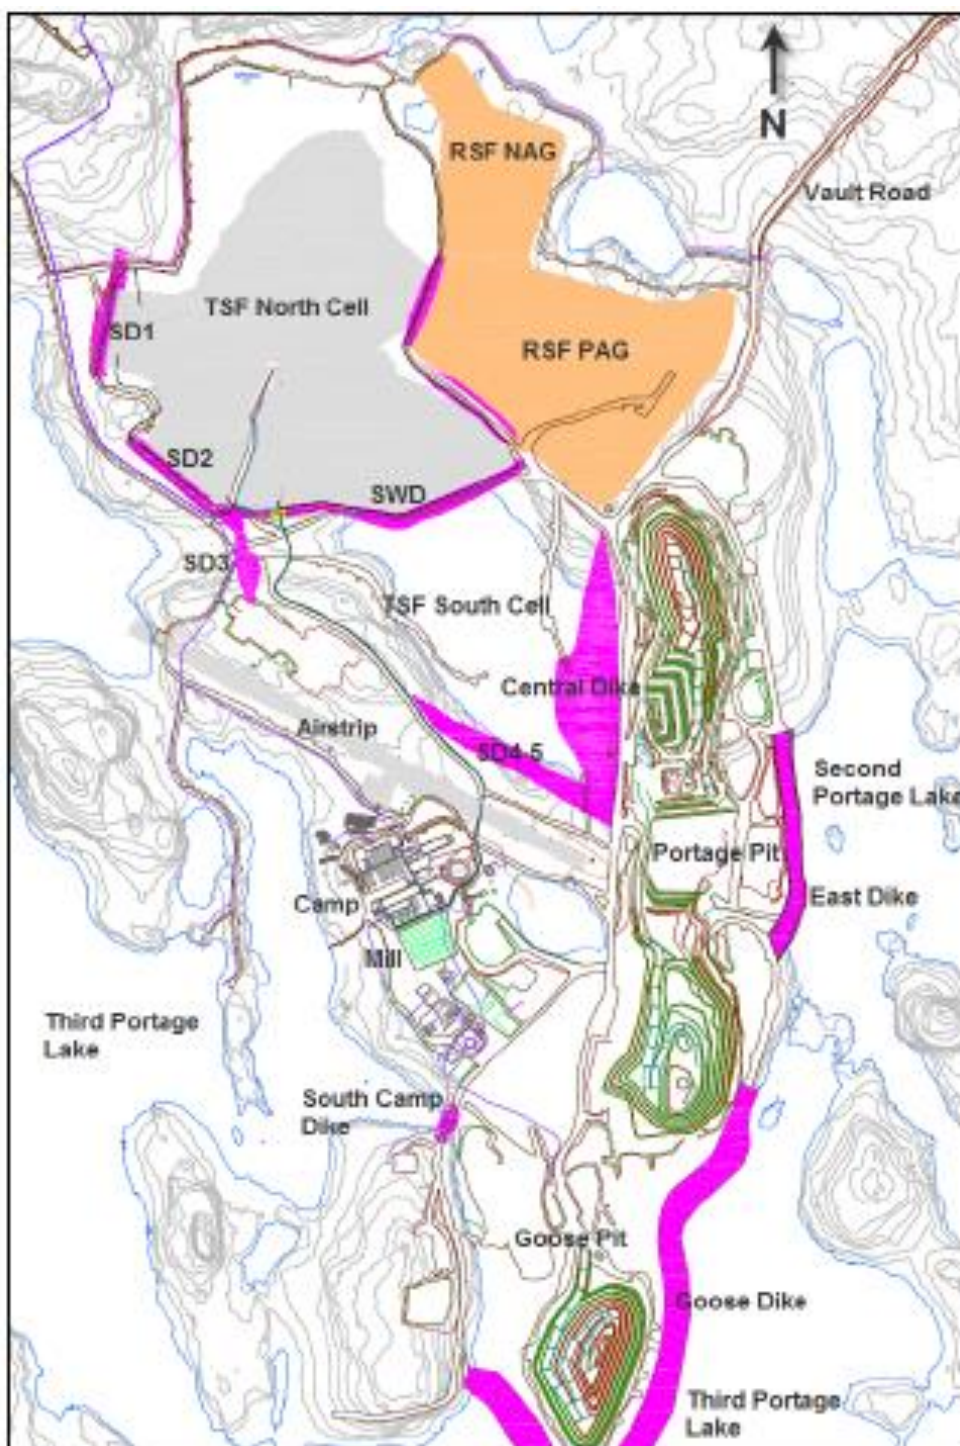 N
RSF NAG
Vault Road
TSF North Cell
SD1
RSF PAG
SD2
SWD
SD3
TSF South Cell
Central Dike
Airstrip
SD4-5
Second
Portage Lake
Portage Pit
East Dike
Camp
Mill
Third Portage
Lake
South Camp
Dike
Goose Pit
Goose Dike
Third Portage
Lake